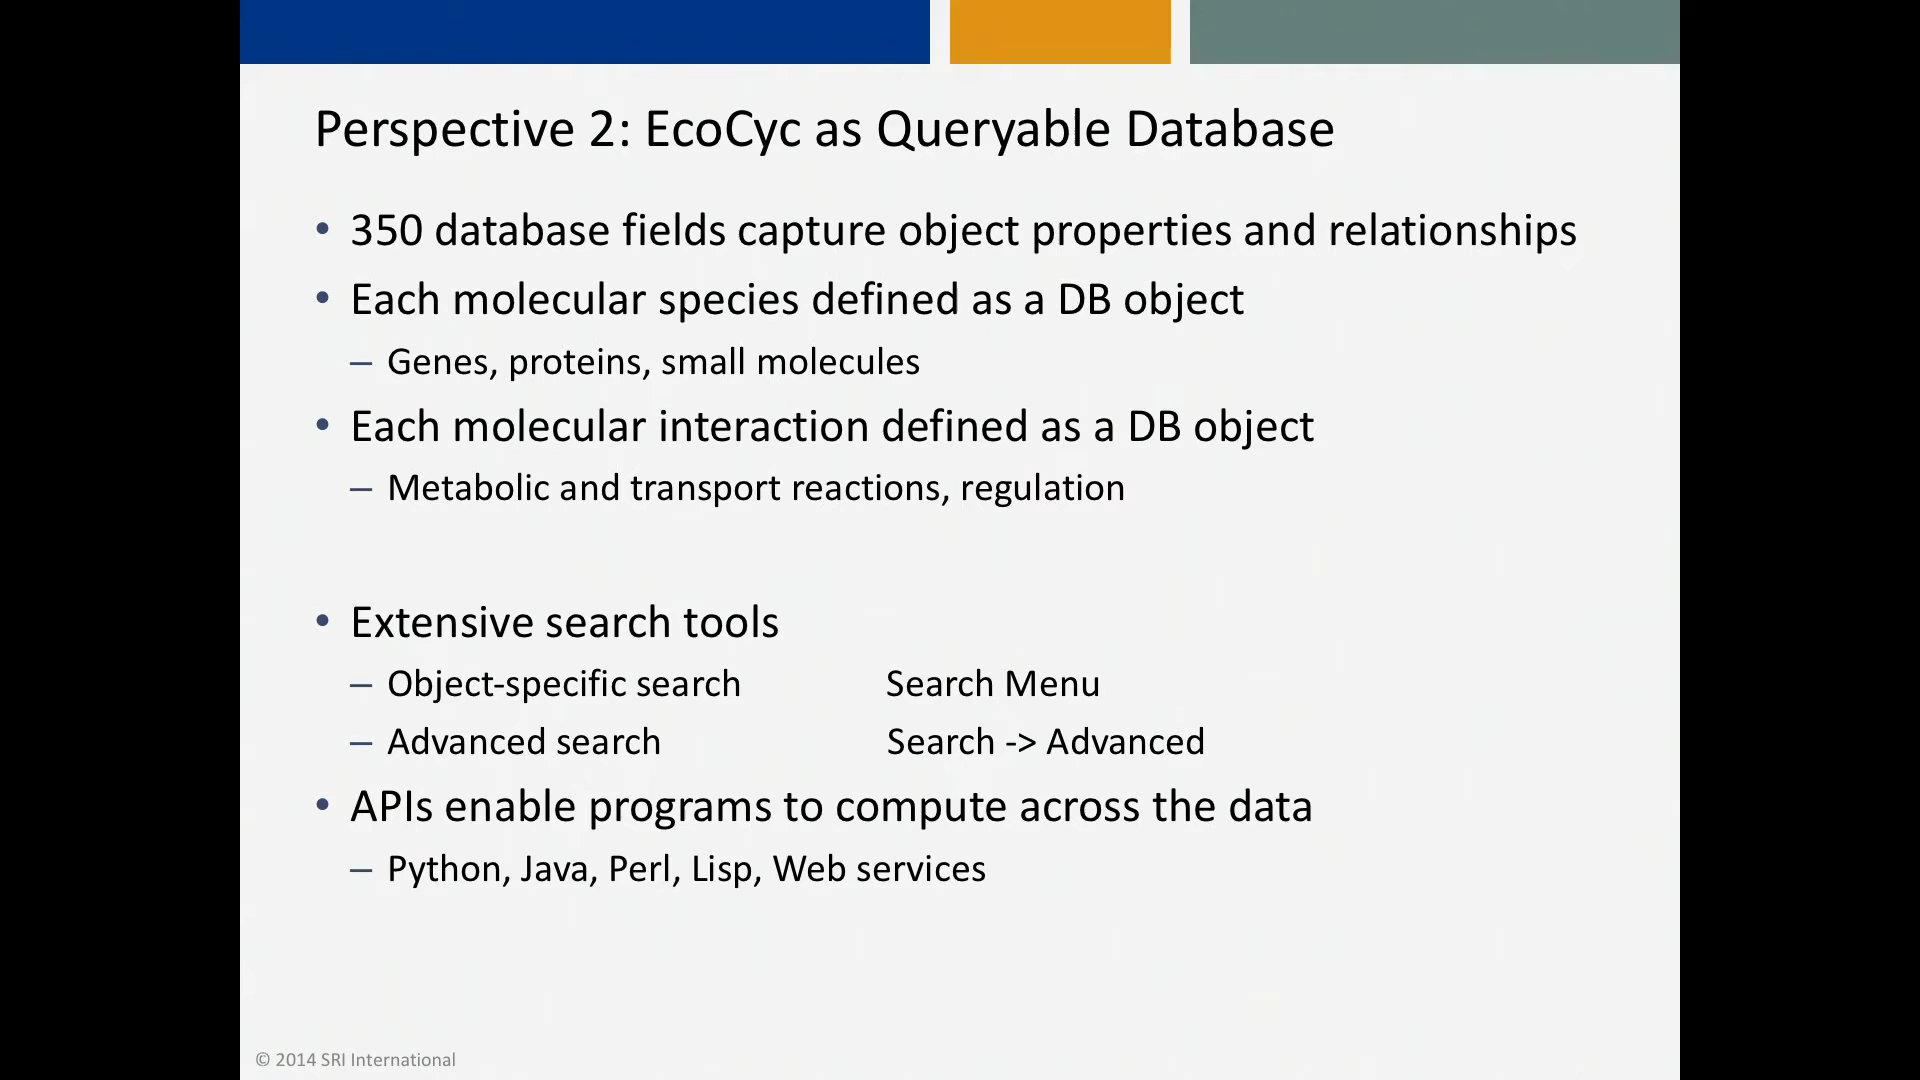 Perspective 2: EcoCyc as Queryable Database
• 350 database fields capture object properties and relationships
• Each molecular species defined as a DB object
– Genes, proteins, small molecules
• Each molecular interaction defined as a DB object
– Metabolic and transport reactions, regulation
• Extensive search tools
– Object-specific search Search Menu
– Advanced search Search -> Advanced
• APIs enable programs to compute across the data
– Python, Java, Perl, Lisp, Web services
© 2014 SRI International